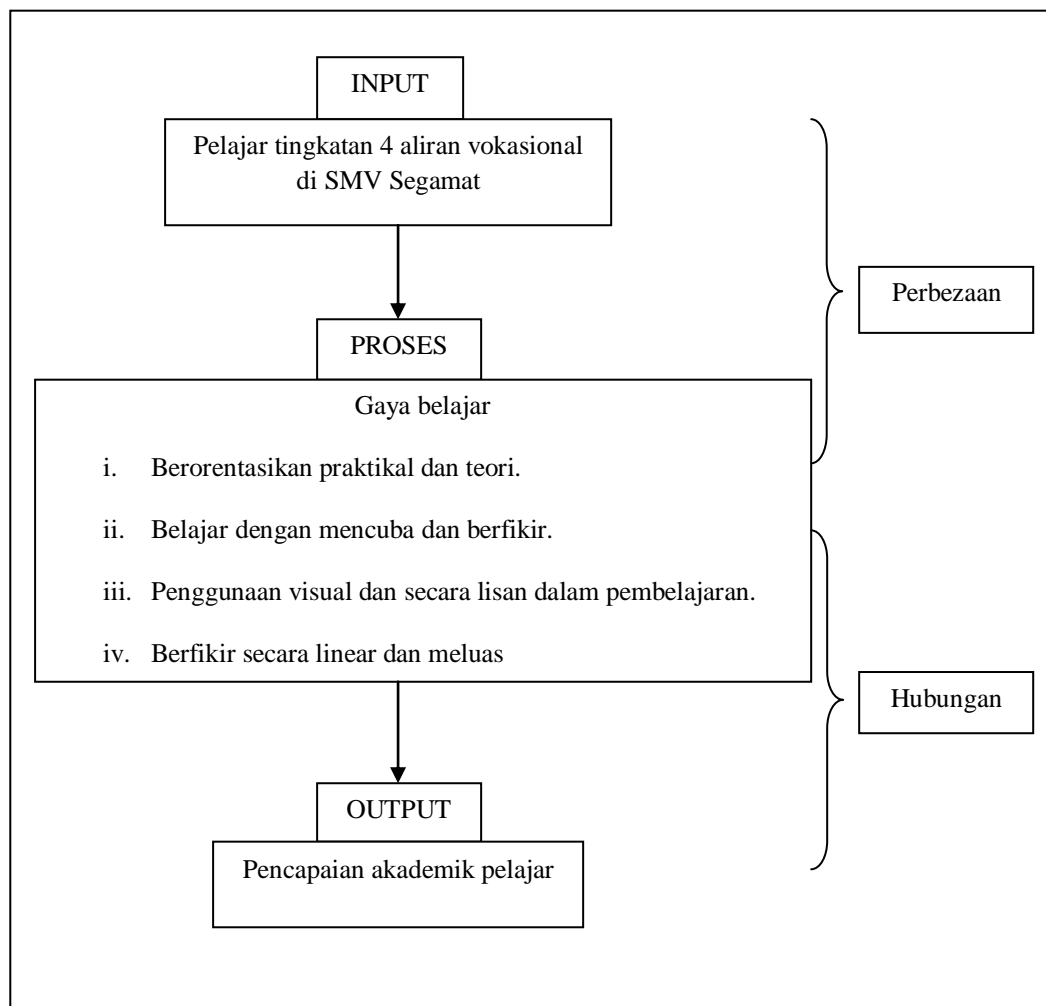 INPUT
Pelajar tingkatan 4 aliran vokasional
di SMV Segamat
Perbezaan
PROSES
Gaya belajar
i. Berorentasikan praktikal dan teori.
ii. Belajar dengan mencuba dan berfikir.
iii. Penggunaan visual dan secara lisan dalam pembelajaran.
iv. Berfikir secara linear dan meluas
Hubungan
OUTPUT
Pencapaian akademik pelajar